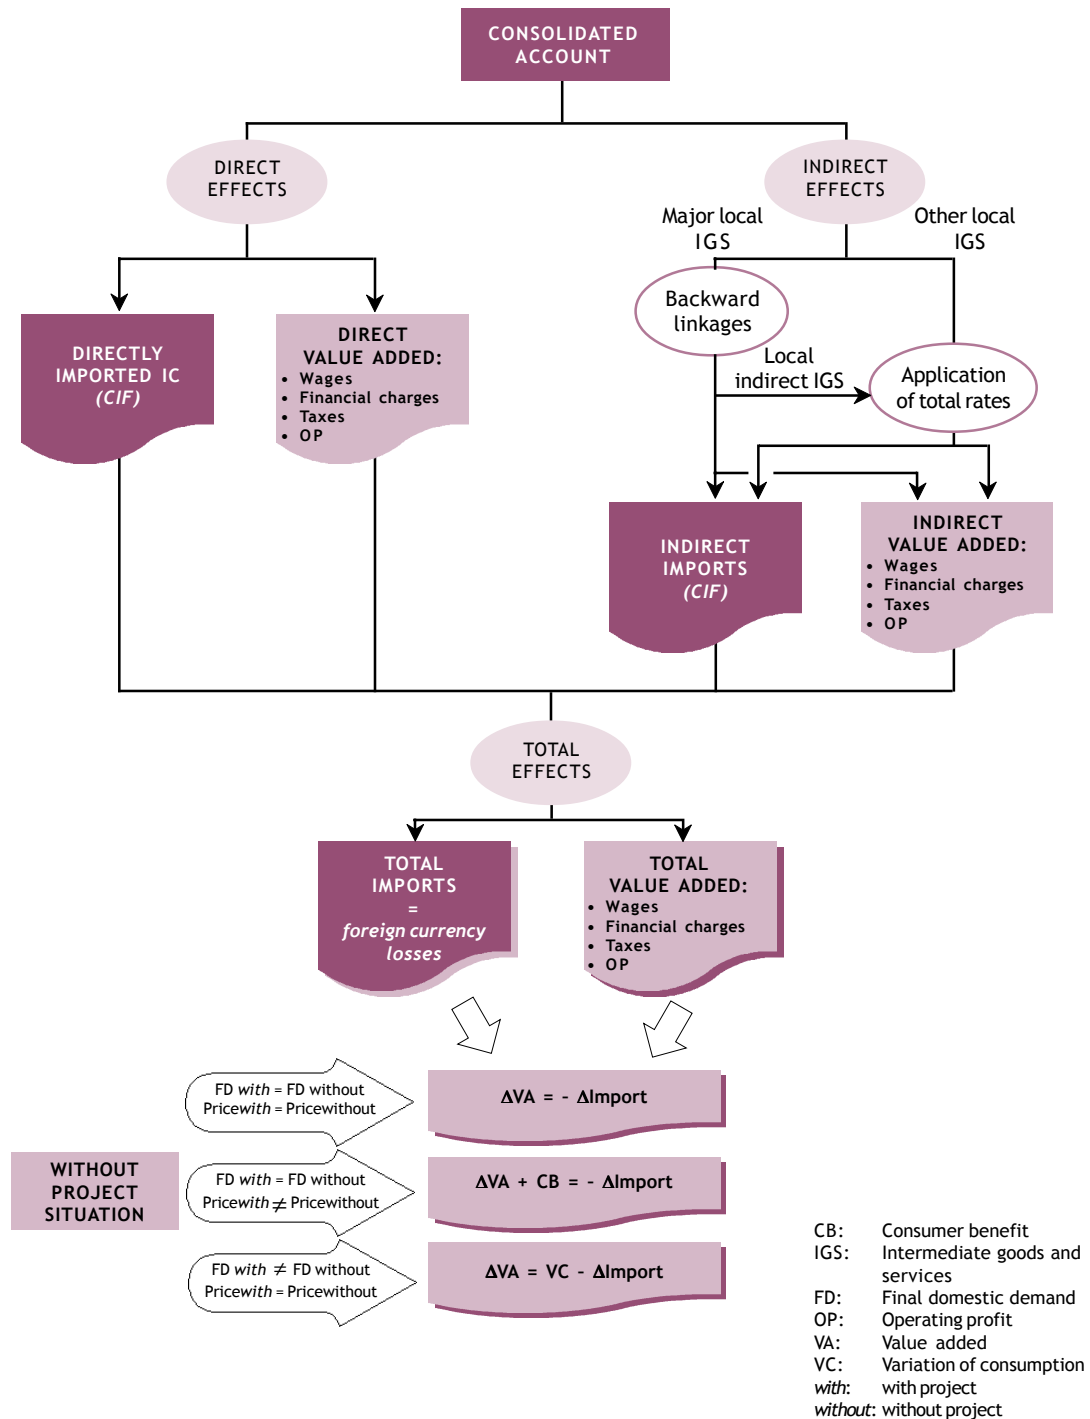 CONSOLIDATED
ACCOUNT
DIRECT
EFFECTS
INDIRECT
EFFECTS
Major local
IGS
Other local
IGS
Backward
linkages
Local
indirect IGS
Application
of total rates
DIRECTLY
IMPORTED IC
(CIF)
DIRECT
VALUE ADDED:
• Wages
• Financial charges
• Taxes
• OP
INDIRECT
IMPORTS
(CIF)
INDIRECT
VALUE ADDED:
• Wages
• Financial charges
• Taxes
• OP
TOTAL
EFFECTS
TOTAL
IMPORTS
=
foreign currency
losses
TOTAL
VALUE ADDED:
• Wages
• Financial charges
• Taxes
• OP
WITHOUT
PROJECT
SITUATION
FD with = FD without
Pricewith = Pricewithout
ΔVA = – ΔImport
FD with = FD without
Pricewith ≠ Pricewithout
ΔVA + CB = – ΔImport
FD with ≠ FD without
Pricewith = Pricewithout
ΔVA = VC – ΔImport
CB: Consumer benefit
IGS: Intermediate goods and
services
FD: Final domestic demand
OP: Operating profit
VA: Value added
VC: Variation of consumption
with: with project
without: without project